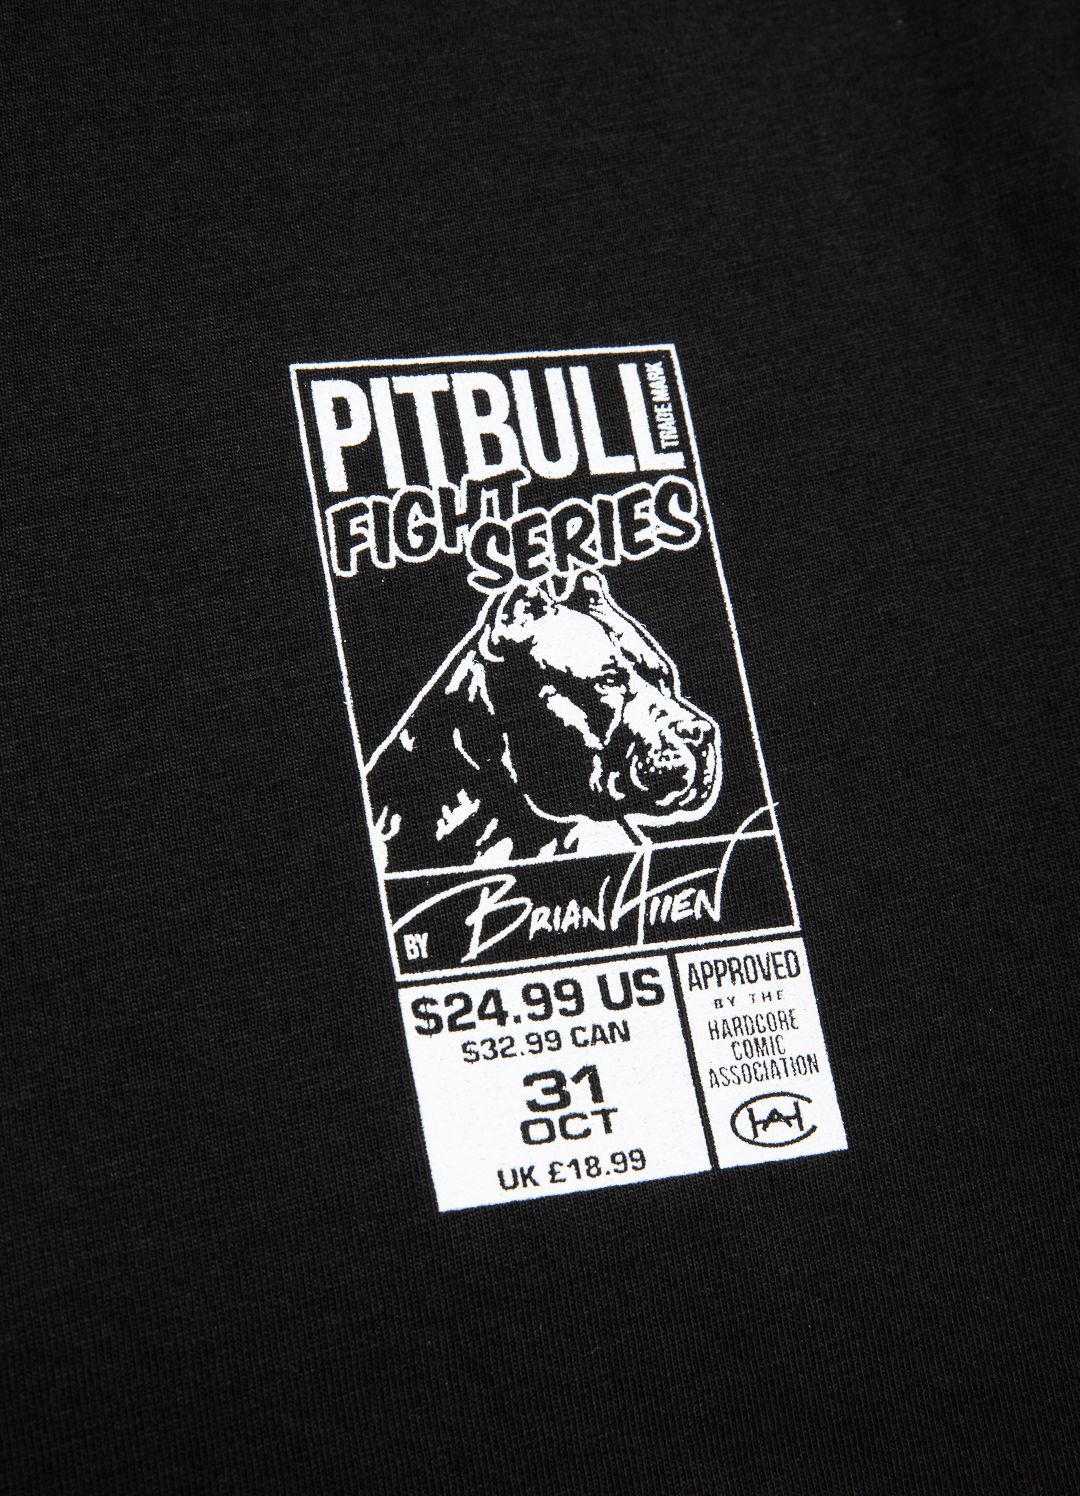 PITBULL
TRADE MARK
FIGHT
SERIES
BY Brian Allen
$24.99 US
$32.99 CAN
31
OCT
UK £18.99
APPROVED
BY THE
HARDCORE
COMIC
ASSOCIATION